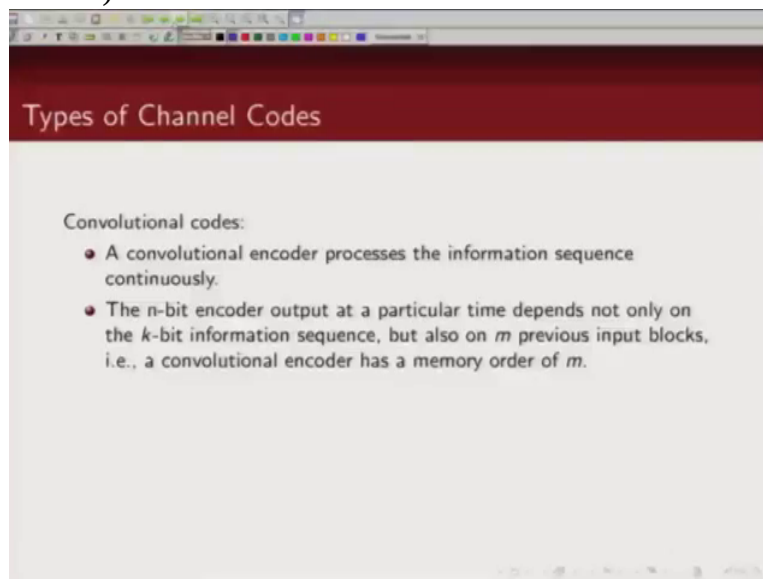 Types of Channel Codes
Convolutional codes:
A convolutional encoder processes the information sequence
continuously.
The n-bit encoder output at a particular time depends not only on
the k-bit information sequence, but also on m previous input blocks,
i.e., a convolutional encoder has a memory order of m.